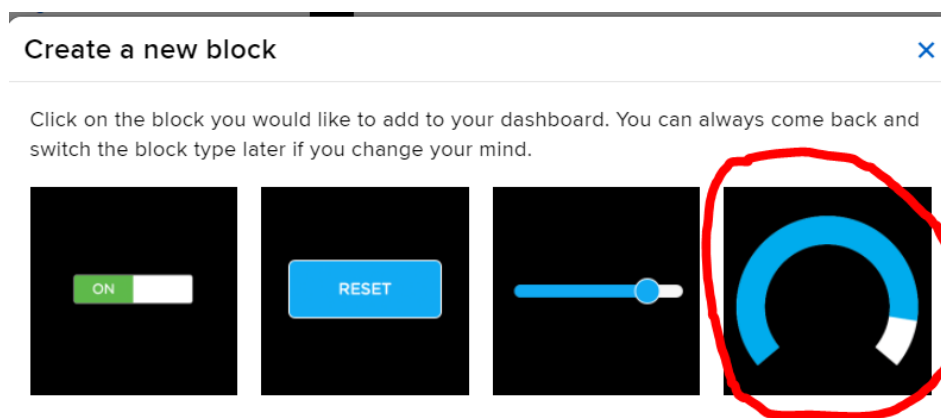 Create a new block
Click on the block you would like to add to your dashboard. You can always come back and
switch the block type later if you change your mind.
ON
RESET